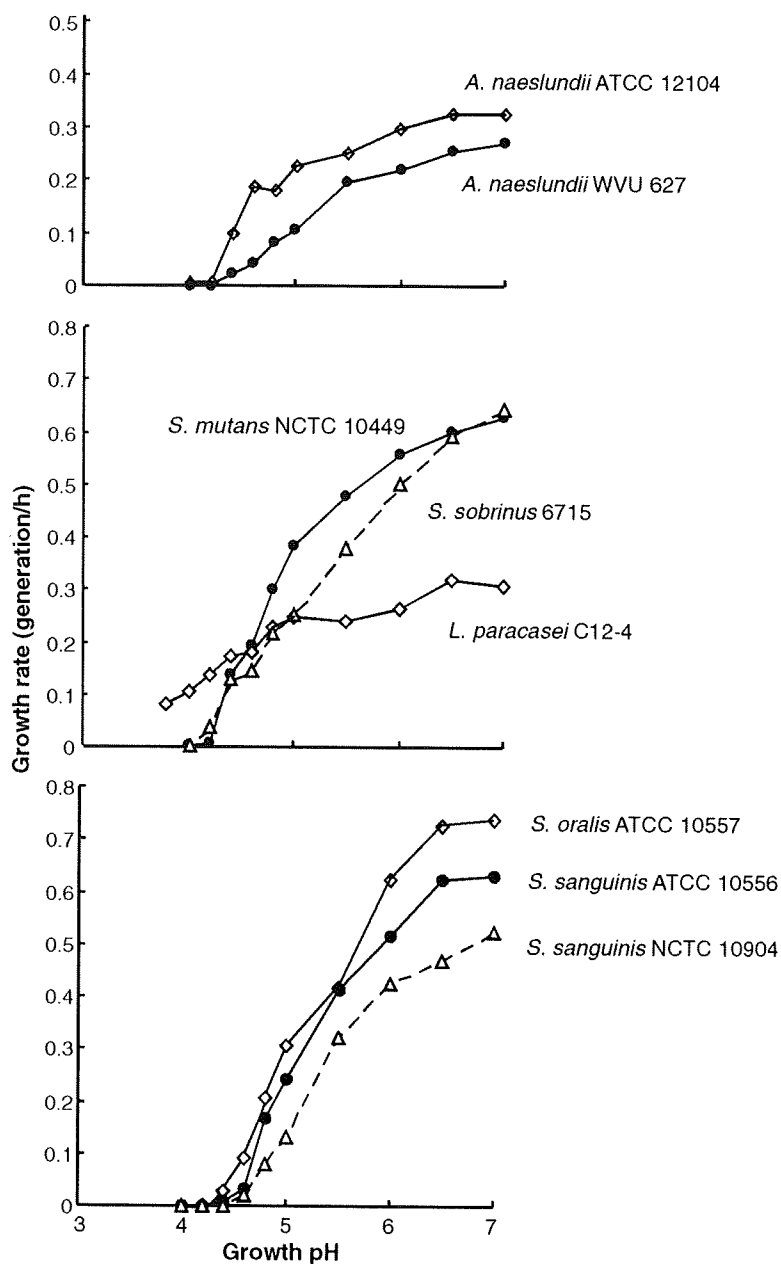 0.5
0.4
A. naeslundii ATCC 12104
0.3
0.2
A. naeslundii WVU 627
0.1
0
0.8
0.7
0.6
S. mutans NCTC 10449
0.5
S. sobrinus 6715
0.4
0.3
L. paracasei C12-4
0.2
0.1
0
Growth rate (generation/h)
0.8
S. oralis ATCC 10557
0.7
0.6
S. sanguinis ATCC 10556
0.5
S. sanguinis NCTC 10904
0.4
0.3
0.2
0.1
0
3 4 5 6 7
Growth pH